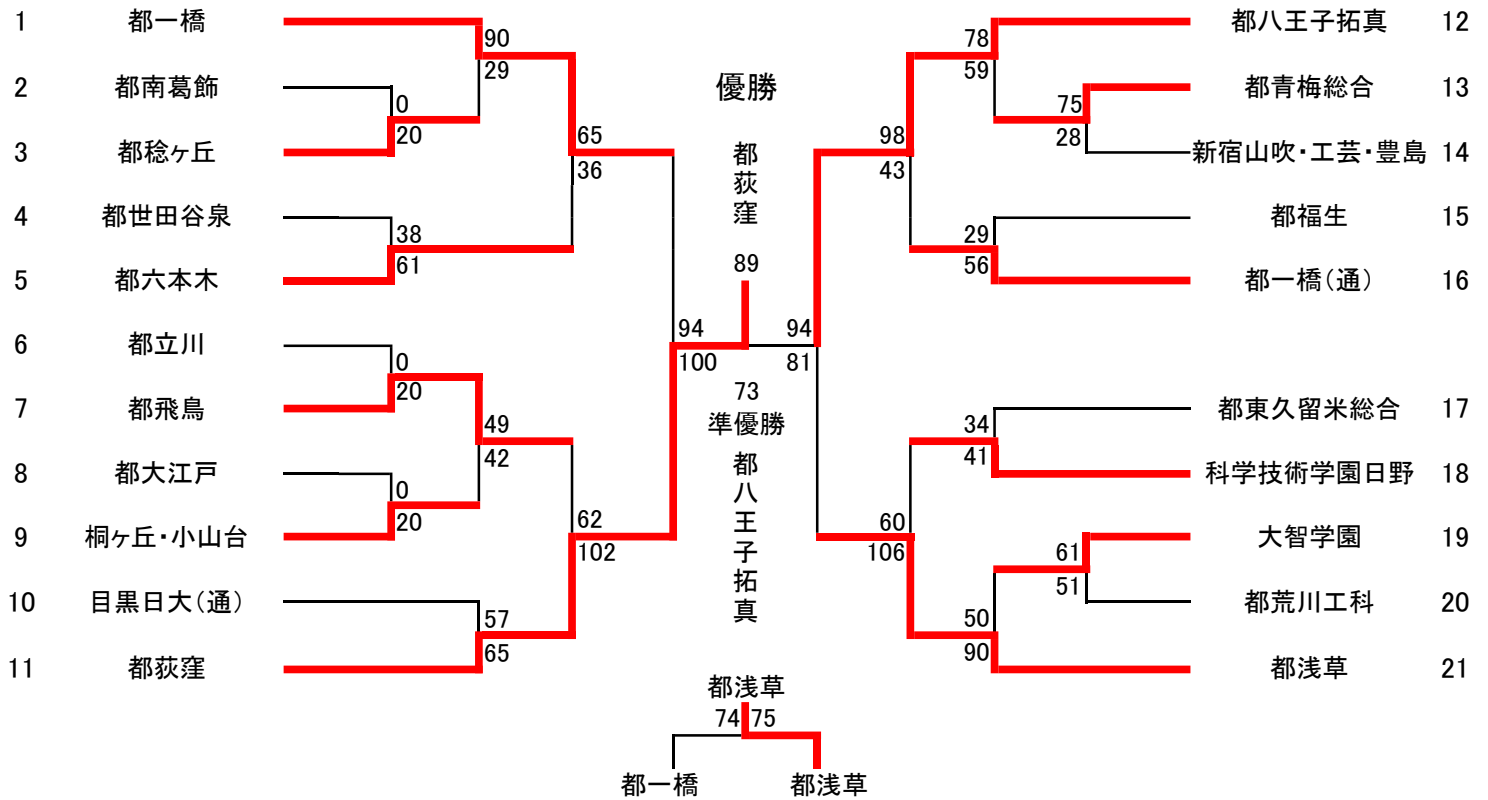 1 都一橋
2 都南葛飾
3 都稔ヶ丘
4 都世田谷泉
5 都六本木
6 都立川
7 都飛鳥
8 都大江戸
9 桐ヶ丘・小山台
10 目黒日大（通）
11 都荻窪
90
29
0
20
65
36
38
61
0
20
49
42
0
20
62
102
57
65
94
100
優勝
都荻窪
89
73
準優勝
都八王子拓真
都浅草
74 75
都一橋 都浅草
94
81
78
59
75
28
98
43
29
56
34
41
60
106
61
51
50
90
都八王子拓真 12
都青梅総合 13
新宿山吹・工芸・豊島 14
都福生 15
都一橋（通） 16
都東久留米総合 17
科学技術学園日野 18
大智学園 19
都荒川工科 20
都浅草 21